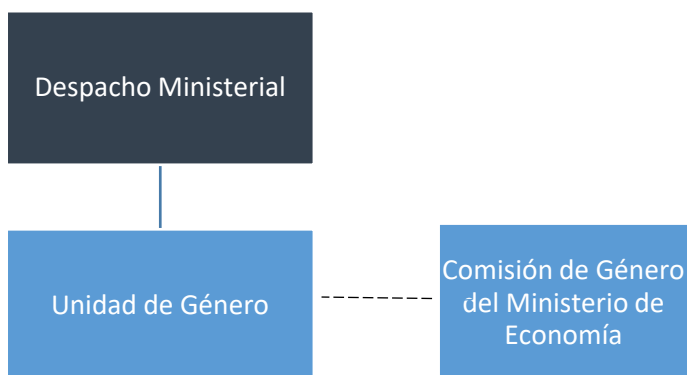 Despacho Ministerial
Unidad de Género
Comisión de Género
del Ministerio de
Economía